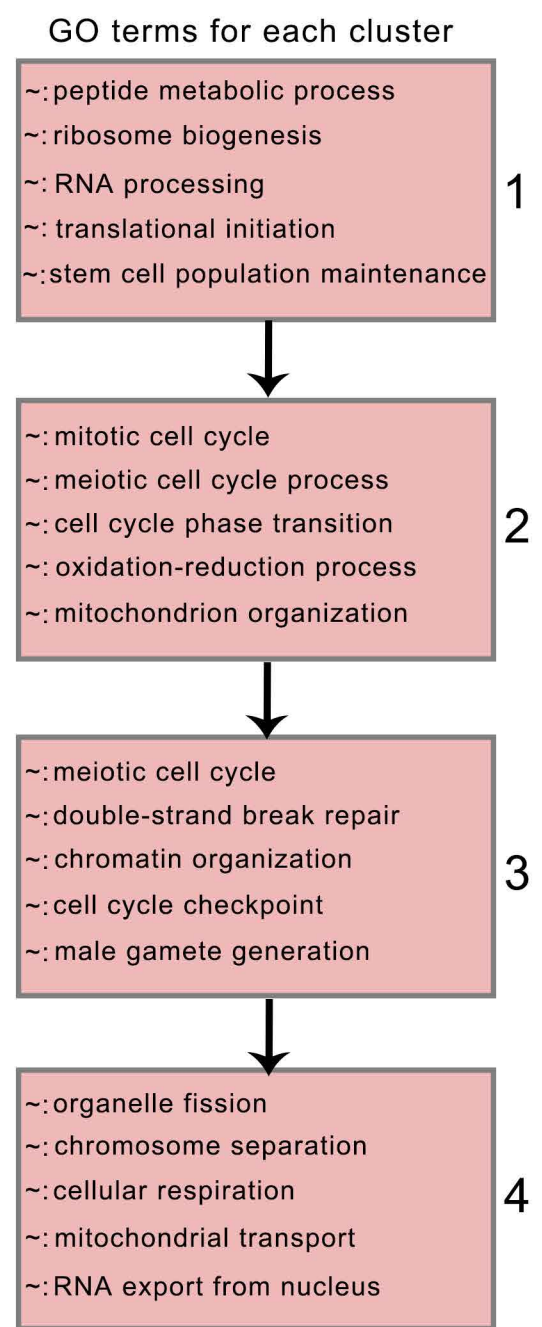 GO terms for each cluster
~:peptide metabolic process
~:ribosome biogenesis
~:RNA processing
~:translational initiation
~:stem cell population maintenance
1
~:mitotic cell cycle
~:meiotic cell cycle process
~:cell cycle phase transition
~:oxidation-reduction process
~:mitochondrion organization
2
~:meiotic cell cycle
~:double-strand break repair
~:chromatin organization
~:cell cycle checkpoint
~:male gamete generation
3
~:organelle fission
~:chromosome separation
~:cellular respiration
~:mitochondrial transport
~:RNA export from nucleus
4